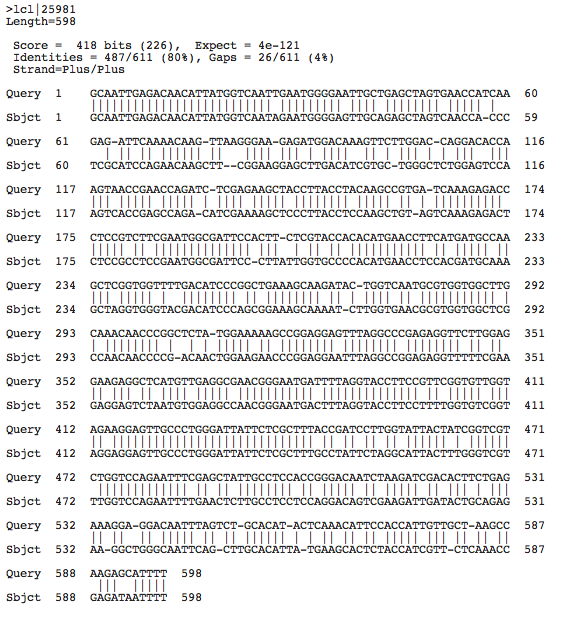 >lcl|25981
Length=598
Score = 418 bits (226), Expect = 4e-121
Identities = 487/611 (80%), Gaps = 26/611 (4%)
Strand=Plus/Plus
Query 1 GCAATTGAGACAACATTATGGTCAATTGAATGGGGAATTGCTGAGCTAGTGAACCATCAA 60
Sbjct 1 GCAATTGAGACAACATTATGGTCAATAGAATGGGGAGTTGCAGAGCTAGTCAACCA-CCC 59
Query 61 GAG-ATTCAAAACAAG-TTAAGGGAA-GAGATGGACAAAGTTCTTGGAC-CAGGACACCA 116
Sbjct 60 TCGCATCCAGAACAAGCTT--CGGAAGGAGCTTGACATCGTGC-TGGGCTCTGGAGTCCA 116
Query 117 AGTAACCGAACCAGATC-TCGAGAAGCTACCTTACCTACAAGCCGTGA-TCAAAGAGACC 174
Sbjct 117 AGTCACCGAGCCAGA-CATCGAAAAGCTCCCTTACCTCCAAGCTGT-AGTCAAAGAGACT 174
Query 175 CTCCGTCTTCGAATGGCGATTCCACTT-CTCGTACCACACATGAACCTTCATGATGCCAA 233
Sbjct 175 CTCCGCCTCCGAATGGCGATTCC-CTTATTGGTGCCCCACATGAACCTCCACGATGCAAA 233
Query 234 GCTCGGTGGTTTTGACATCCCGGCTGAAAGCAAGATAC-TGGTCAATGCGTGGTGGCTTG 292
Sbjct 234 GCTAGGTGGGTACGACATCCCAGCGGAAAGCAAAAT-CTTGGTGAACGCGTGGTGGCTCG 292
Query 293 CAAACAACCCGGCTCTA-TGGAAAAAGCCGGAGGAGTTTAGGCCCGAGAGGTTCTTGGAG 351
Sbjct 293 CCAACAACCCCG-ACAACTGGAAGAACCCGGAGGAATTTAGGCCGGAGAGGTTTTTCGAA 351
Query 352 GAAGAGGCTCATGTTGAGGCGAACGGGAATGATTTTAGGTACCTTCCGTTCGGTGTTGGT 411
Sbjct 352 GAGGAGTCTAATGTGGAGGCCAACGGGAATGACTTTAGGTACCTTCCTTTTGGTGTCGGT 411
Query 412 AGAAGGAGTTGCCCTGGGATTATTCTCGCTTTACCGATCCTTGGTATTACTATCGGTCGT 471
Sbjct 412 AGGAGGAGTTGCCCTGGGATTATTCTCGCTTTGCCTATTCTAGGCATTACTTTGGGTCGT 471
Query 472 CTGGTCCAGAATTTCGAGCTATTGCCTCCACCGGGACAATCTAAGATCGACACTTCTGAG 531
Sbjct 472 TTGGTCCAGAATTTTGAACTCTTGCCTCCTCCAGGACAGTCGAAGATTGATACTGCAGAG 531
Query 532 AAAGGA-GGACAATTTAGTCT-GCACAT-ACTCAAACATTCCACCATTGTTGCT-AAGCC 587
Sbjct 532 AA-GGCTGGGCAATTCAG-CTTGCACATTA-TGAAGCACTCTACCATCGTT-CTCAAACC 587
Query 588 AAGAGCATTTT 598
Sbjct 588 GAGATAATTTT 598